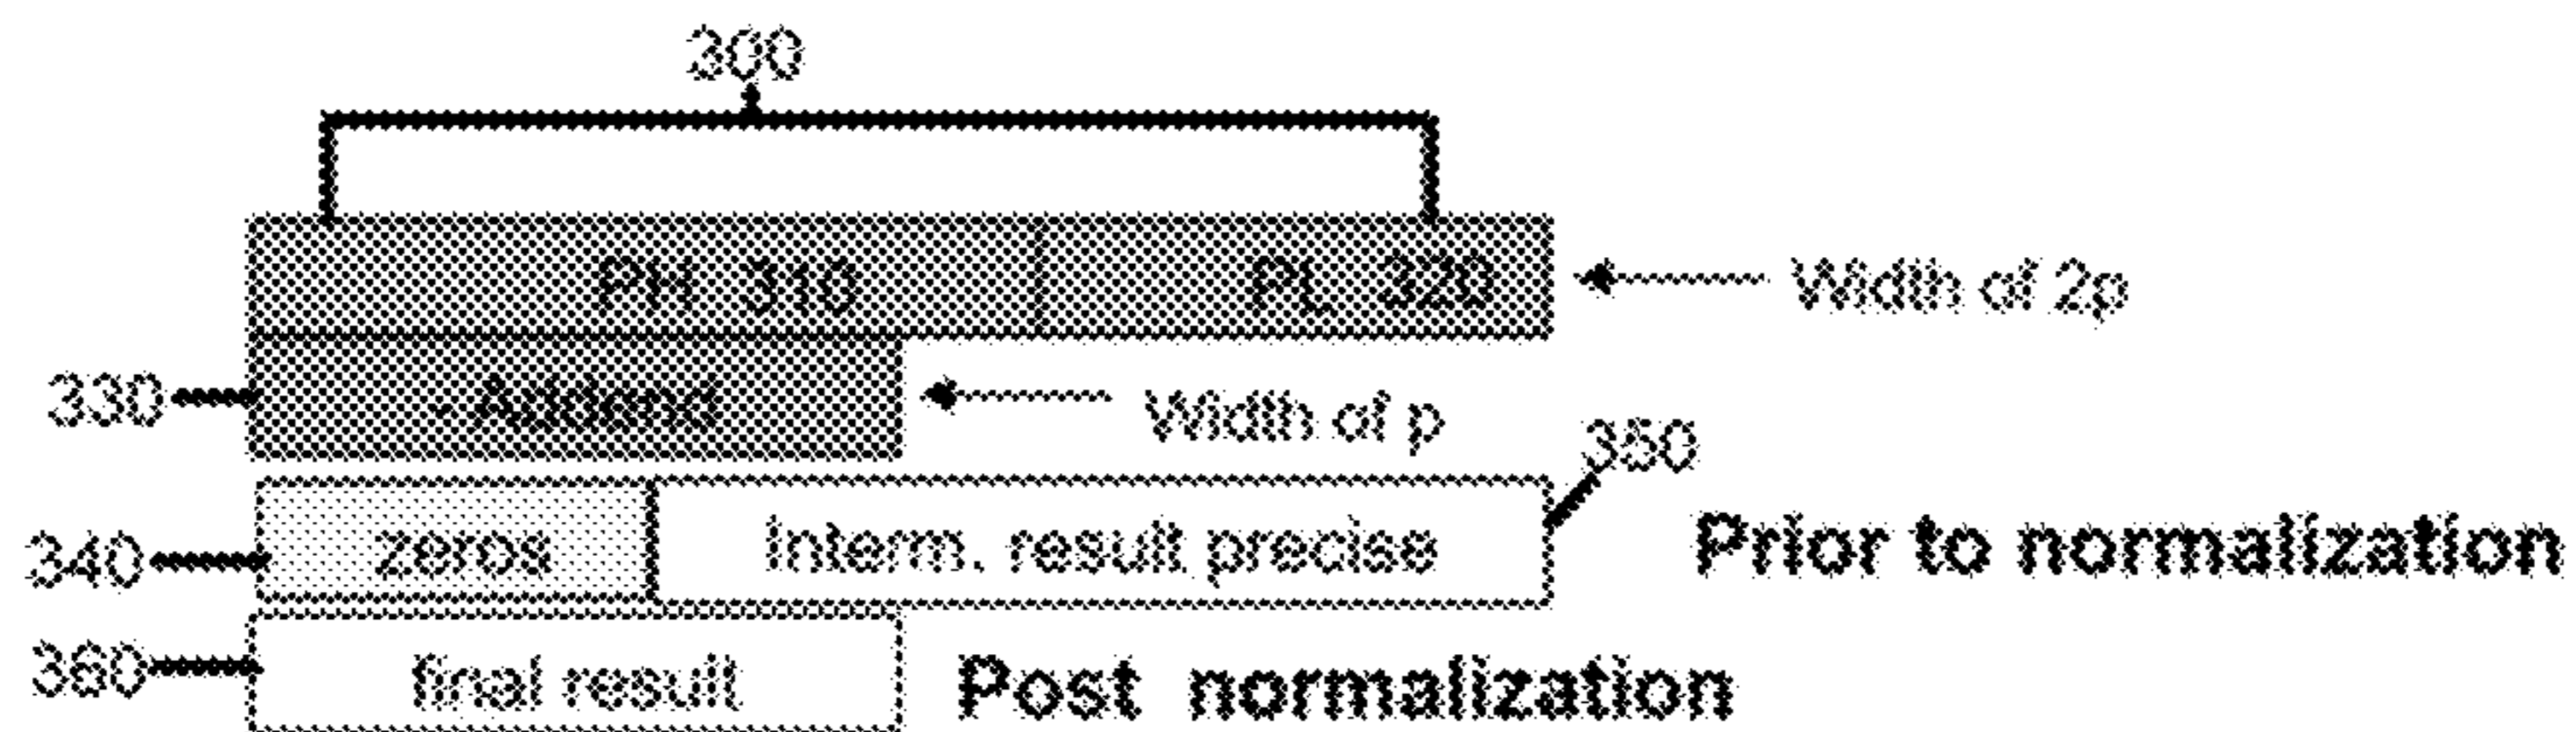 300
PH 310 PL 320 Width of 2p
330 - Addend Width of p
350
340 zeros Interm. result precise Prior to normalization
360 final result Post normalization